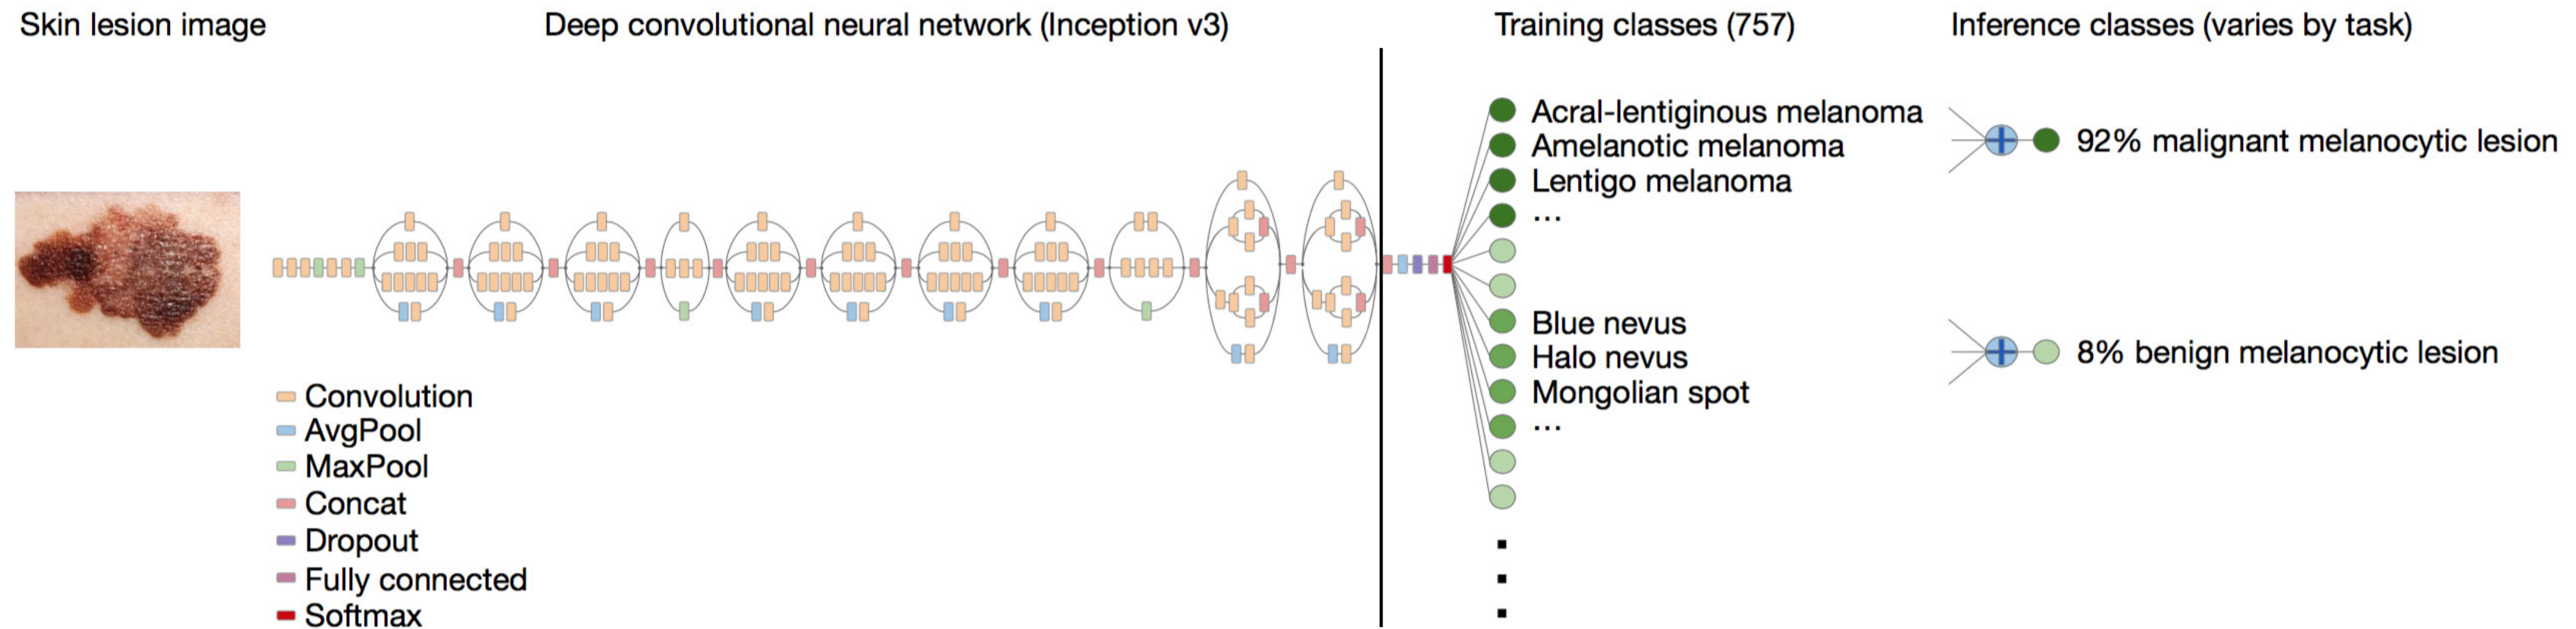 Skin lesion image
Deep convolutional neural network (Inception v3)
Training classes (757)
Inference classes (varies by task)
Acral-lentiginous melanoma
Amelanotic melanoma
Lentigo melanoma
...
Blue nevus
Halo nevus
Mongolian spot
...
92% malignant melanocytic lesion
8% benign melanocytic lesion
Convolution
AvgPool
MaxPool
Concat
Dropout
Fully connected
Softmax